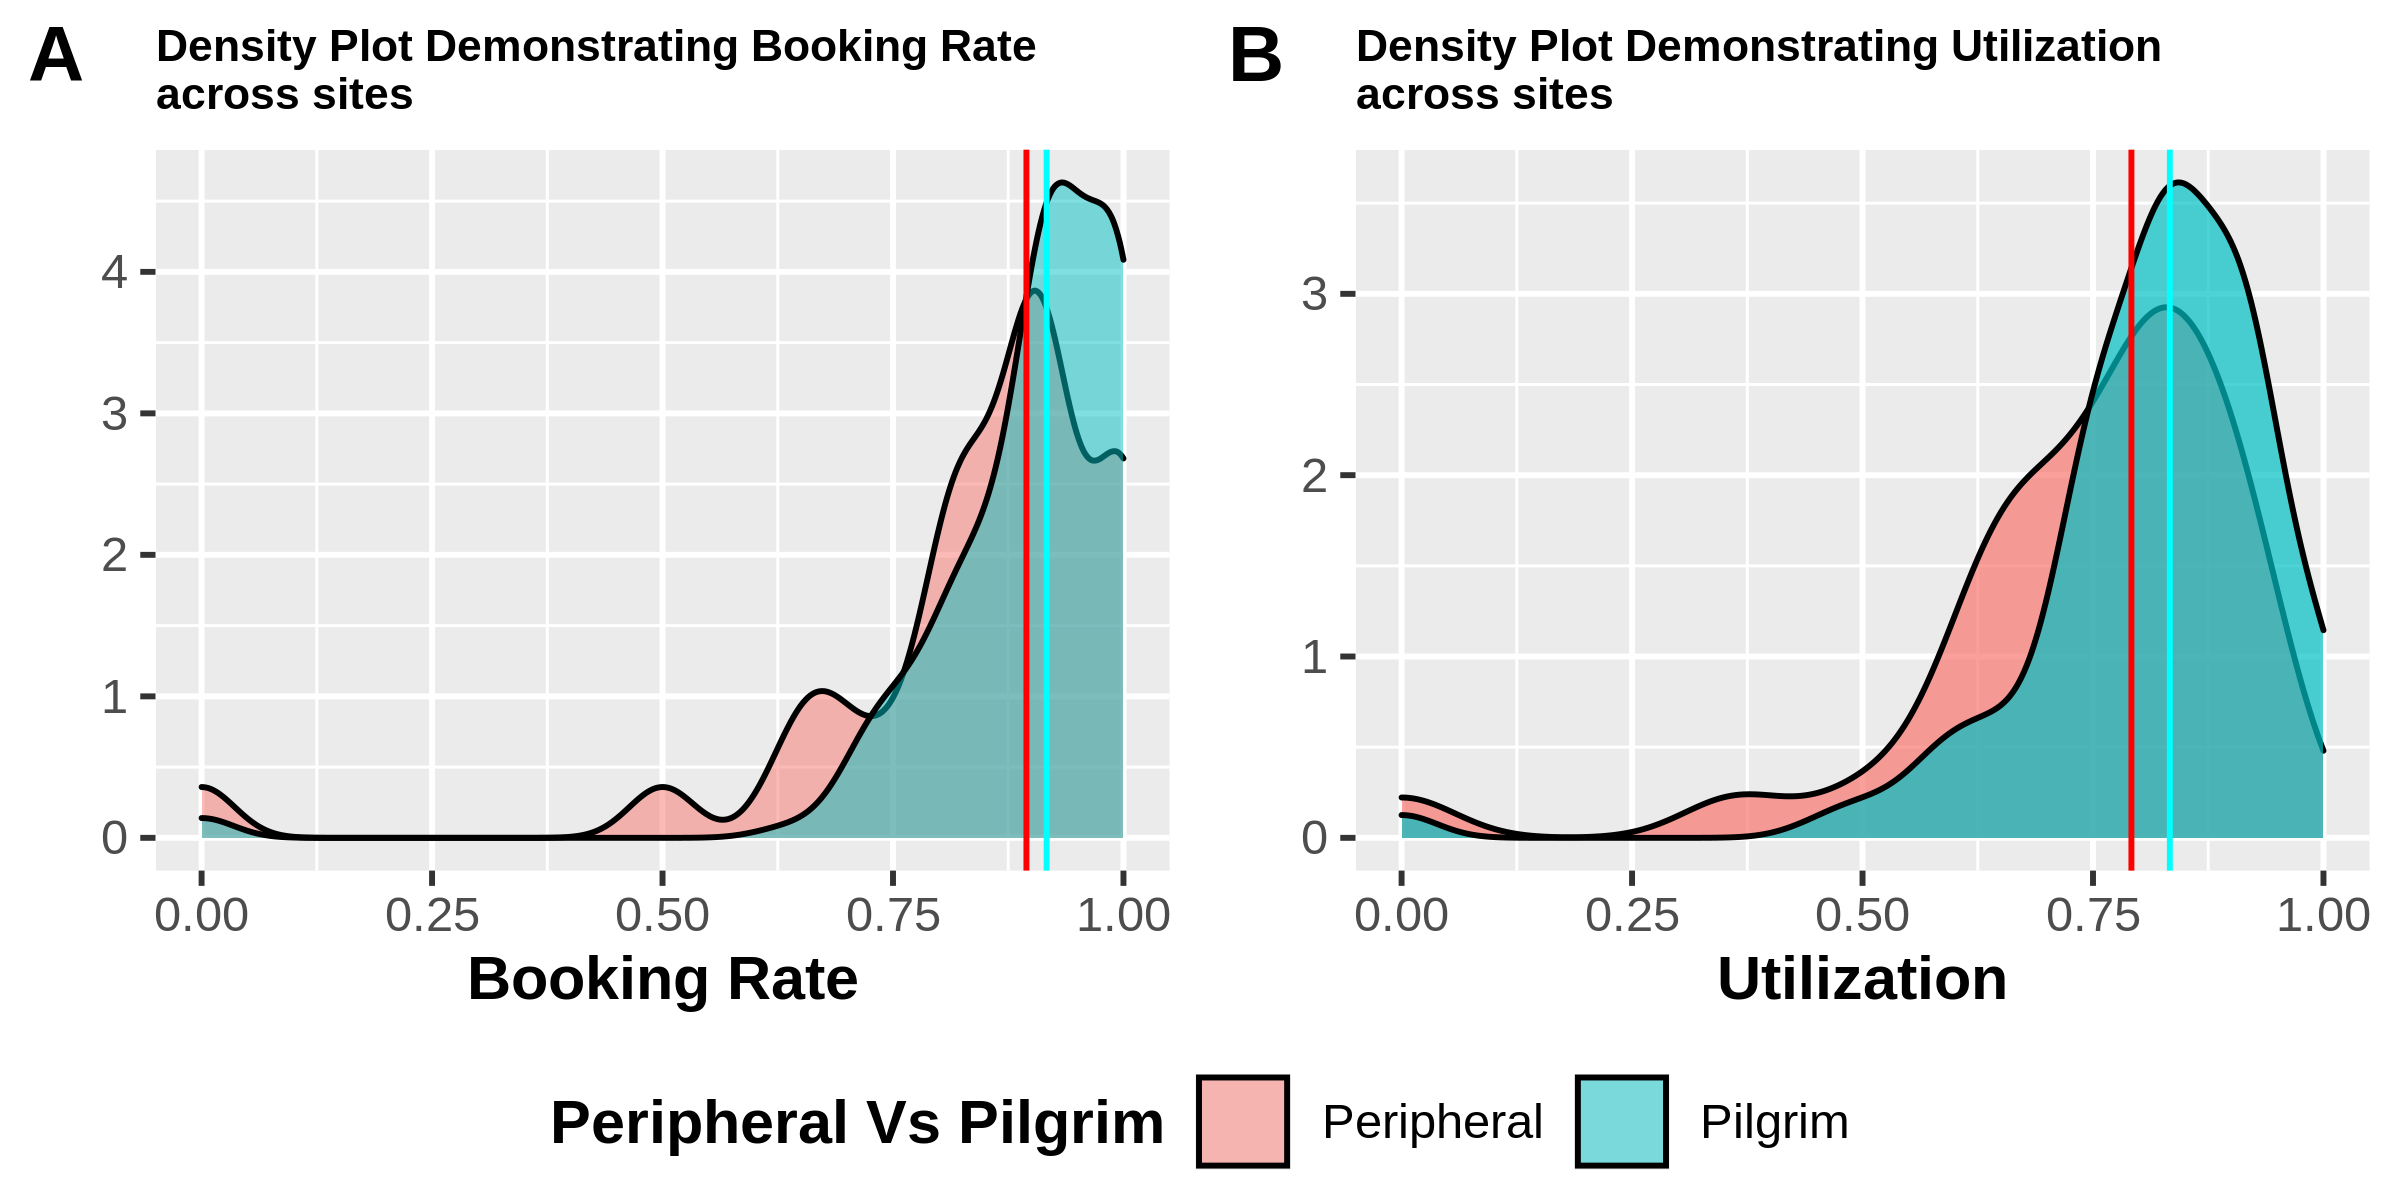 A
Density Plot Demonstrating Booking Rate
across sites
4
3
2
1
0
0.00 0.25 0.50 0.75 1.00
Booking Rate
B
Density Plot Demonstrating Utilization
across sites
3
2
1
0
0.00 0.25 0.50 0.75 1.00
Utilization
Peripheral Vs Pilgrim Peripheral Pilgrim